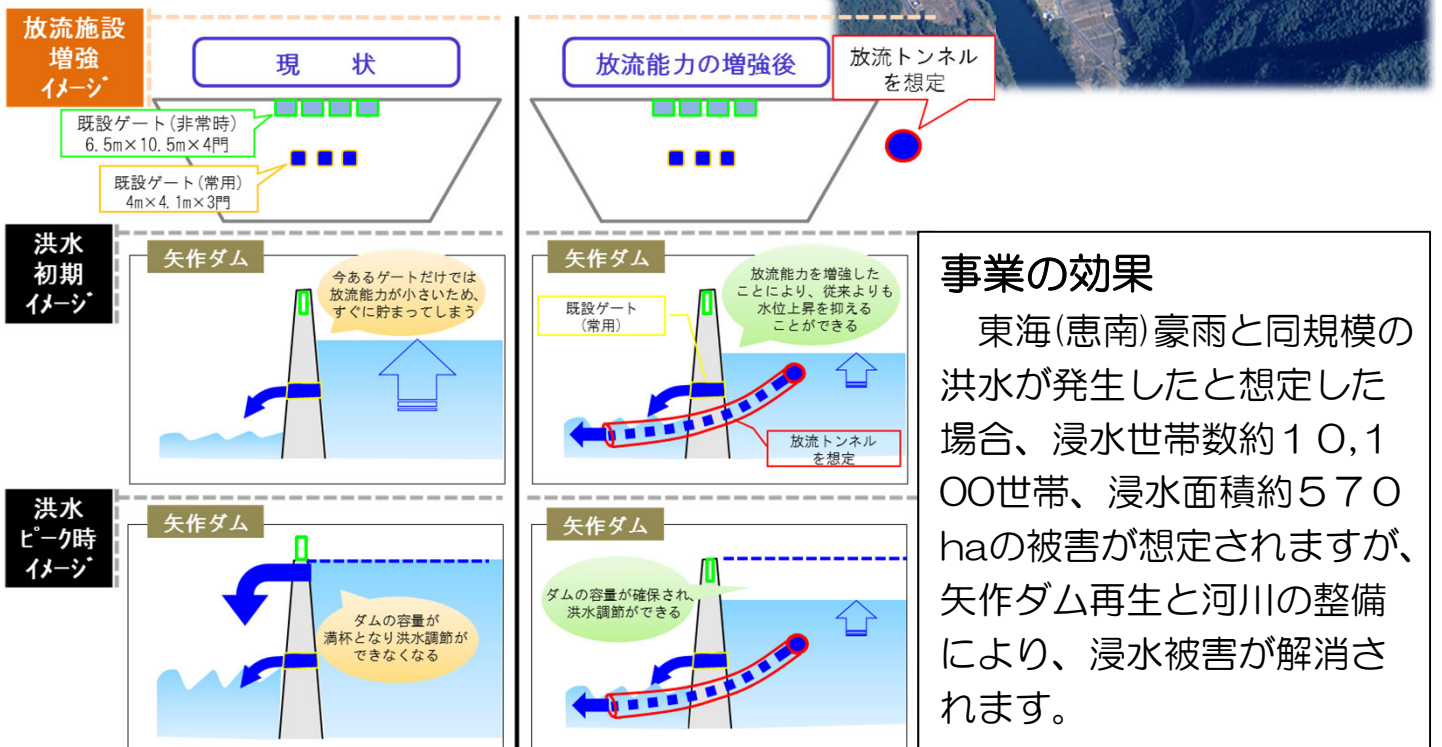 放流施設
増強
イメージ
現 状
放流能力の増強後
放流トンネル
を想定
既設ゲート(非常時)
6.5m×10.5m×4門
既設ゲート(常用)
4m×4.1m×3門
洪水
初期
イメージ
矢作ダム
今あるゲートだけでは
放流能力が小さいため、
すぐに貯まってしまう
矢作ダム
既設ゲート
(常用)
放流能力を増強した
ことにより、従来よりも
水位上昇を抑える
ことができる
放流トンネル
を想定
洪水
ピーク時
イメージ
矢作ダム
ダムの容量が
満杯となり洪水調節が
できなくなる
矢作ダム
ダムの容量が確保され、
洪水調節ができる
事業の効果
東海(恵南)豪雨と同規模の
洪水が発生したと想定した
場合、浸水世帯数約10,1
00世帯、浸水面積約570
haの被害が想定されますが、
矢作ダム再生と河川の整備
により、浸水被害が解消さ
れます。